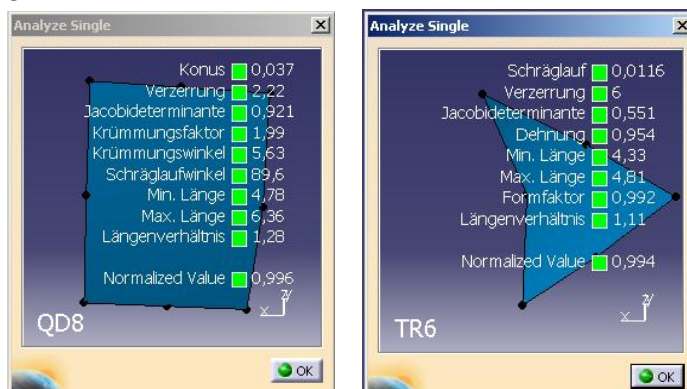 Analyze Single
Konus 0,037
Verzerrung 2,22
Jacobideterminante 0,921
Krümmungsfaktor 1,99
Krümmungswinkel 5,63
Schräglaufwinkel 89,6
Min. Länge 4,78
Max. Länge 6,36
Längenverhältnis 1,28
Normalized Value 0,996
QD8
x
OK
Analyze Single
Schräglauf 0,0116
Verzerrung 6
Jacobideterminante 0,551
Dehnung 0,954
Min. Länge 4,33
Max. Länge 4,81
Formfaktor 0,992
Längenverhältnis 1,11
Normalized Value 0,994
TR6
x
OK